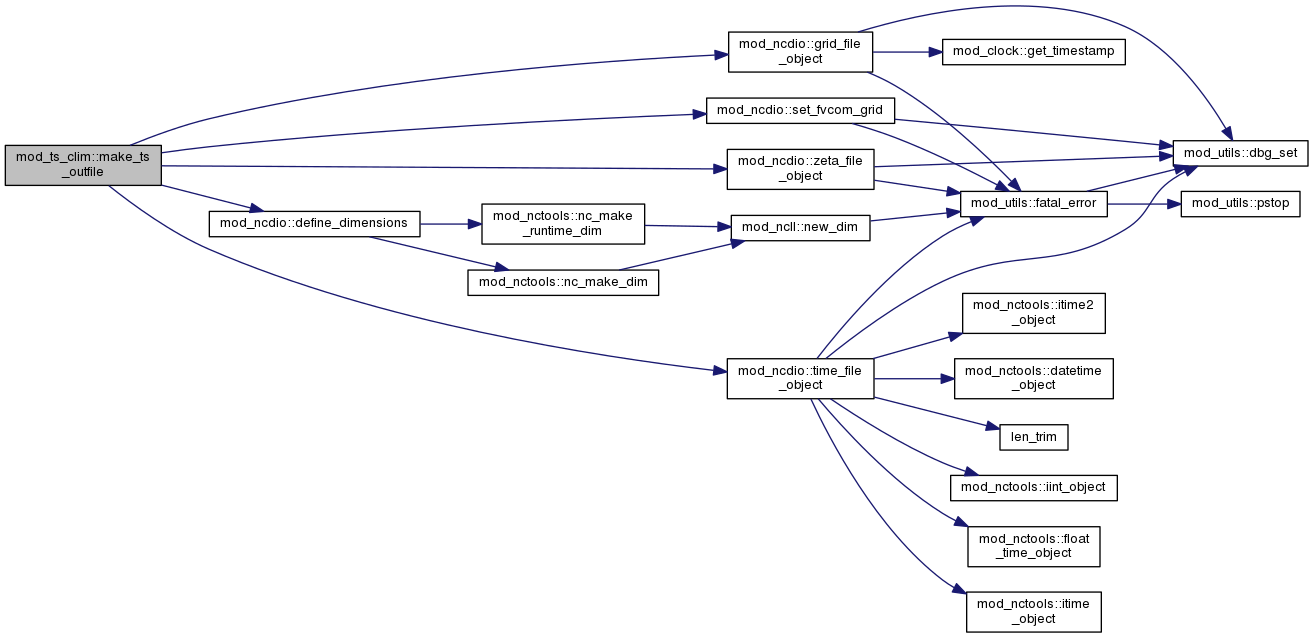 mod_ts_clim::make_ts
_outfile
mod_ncdio::grid_file
_object
mod_clock::get_timestamp
mod_ncdio::set_fvcom_grid
mod_ncdio::zeta_file
_object
mod_utils::dbg_set
mod_utils::fatal_error
mod_utils::pstop
mod_ncdio::define_dimensions
mod_nctools::nc_make
_runtime_dim
mod_ncll::new_dim
mod_nctools::nc_make_dim
mod_nctools::itime2
_object
mod_ncdio::time_file
_object
mod_nctools::datetime
_object
len_trim
mod_nctools::iint_object
mod_nctools::float
_time_object
mod_nctools::itime
_object